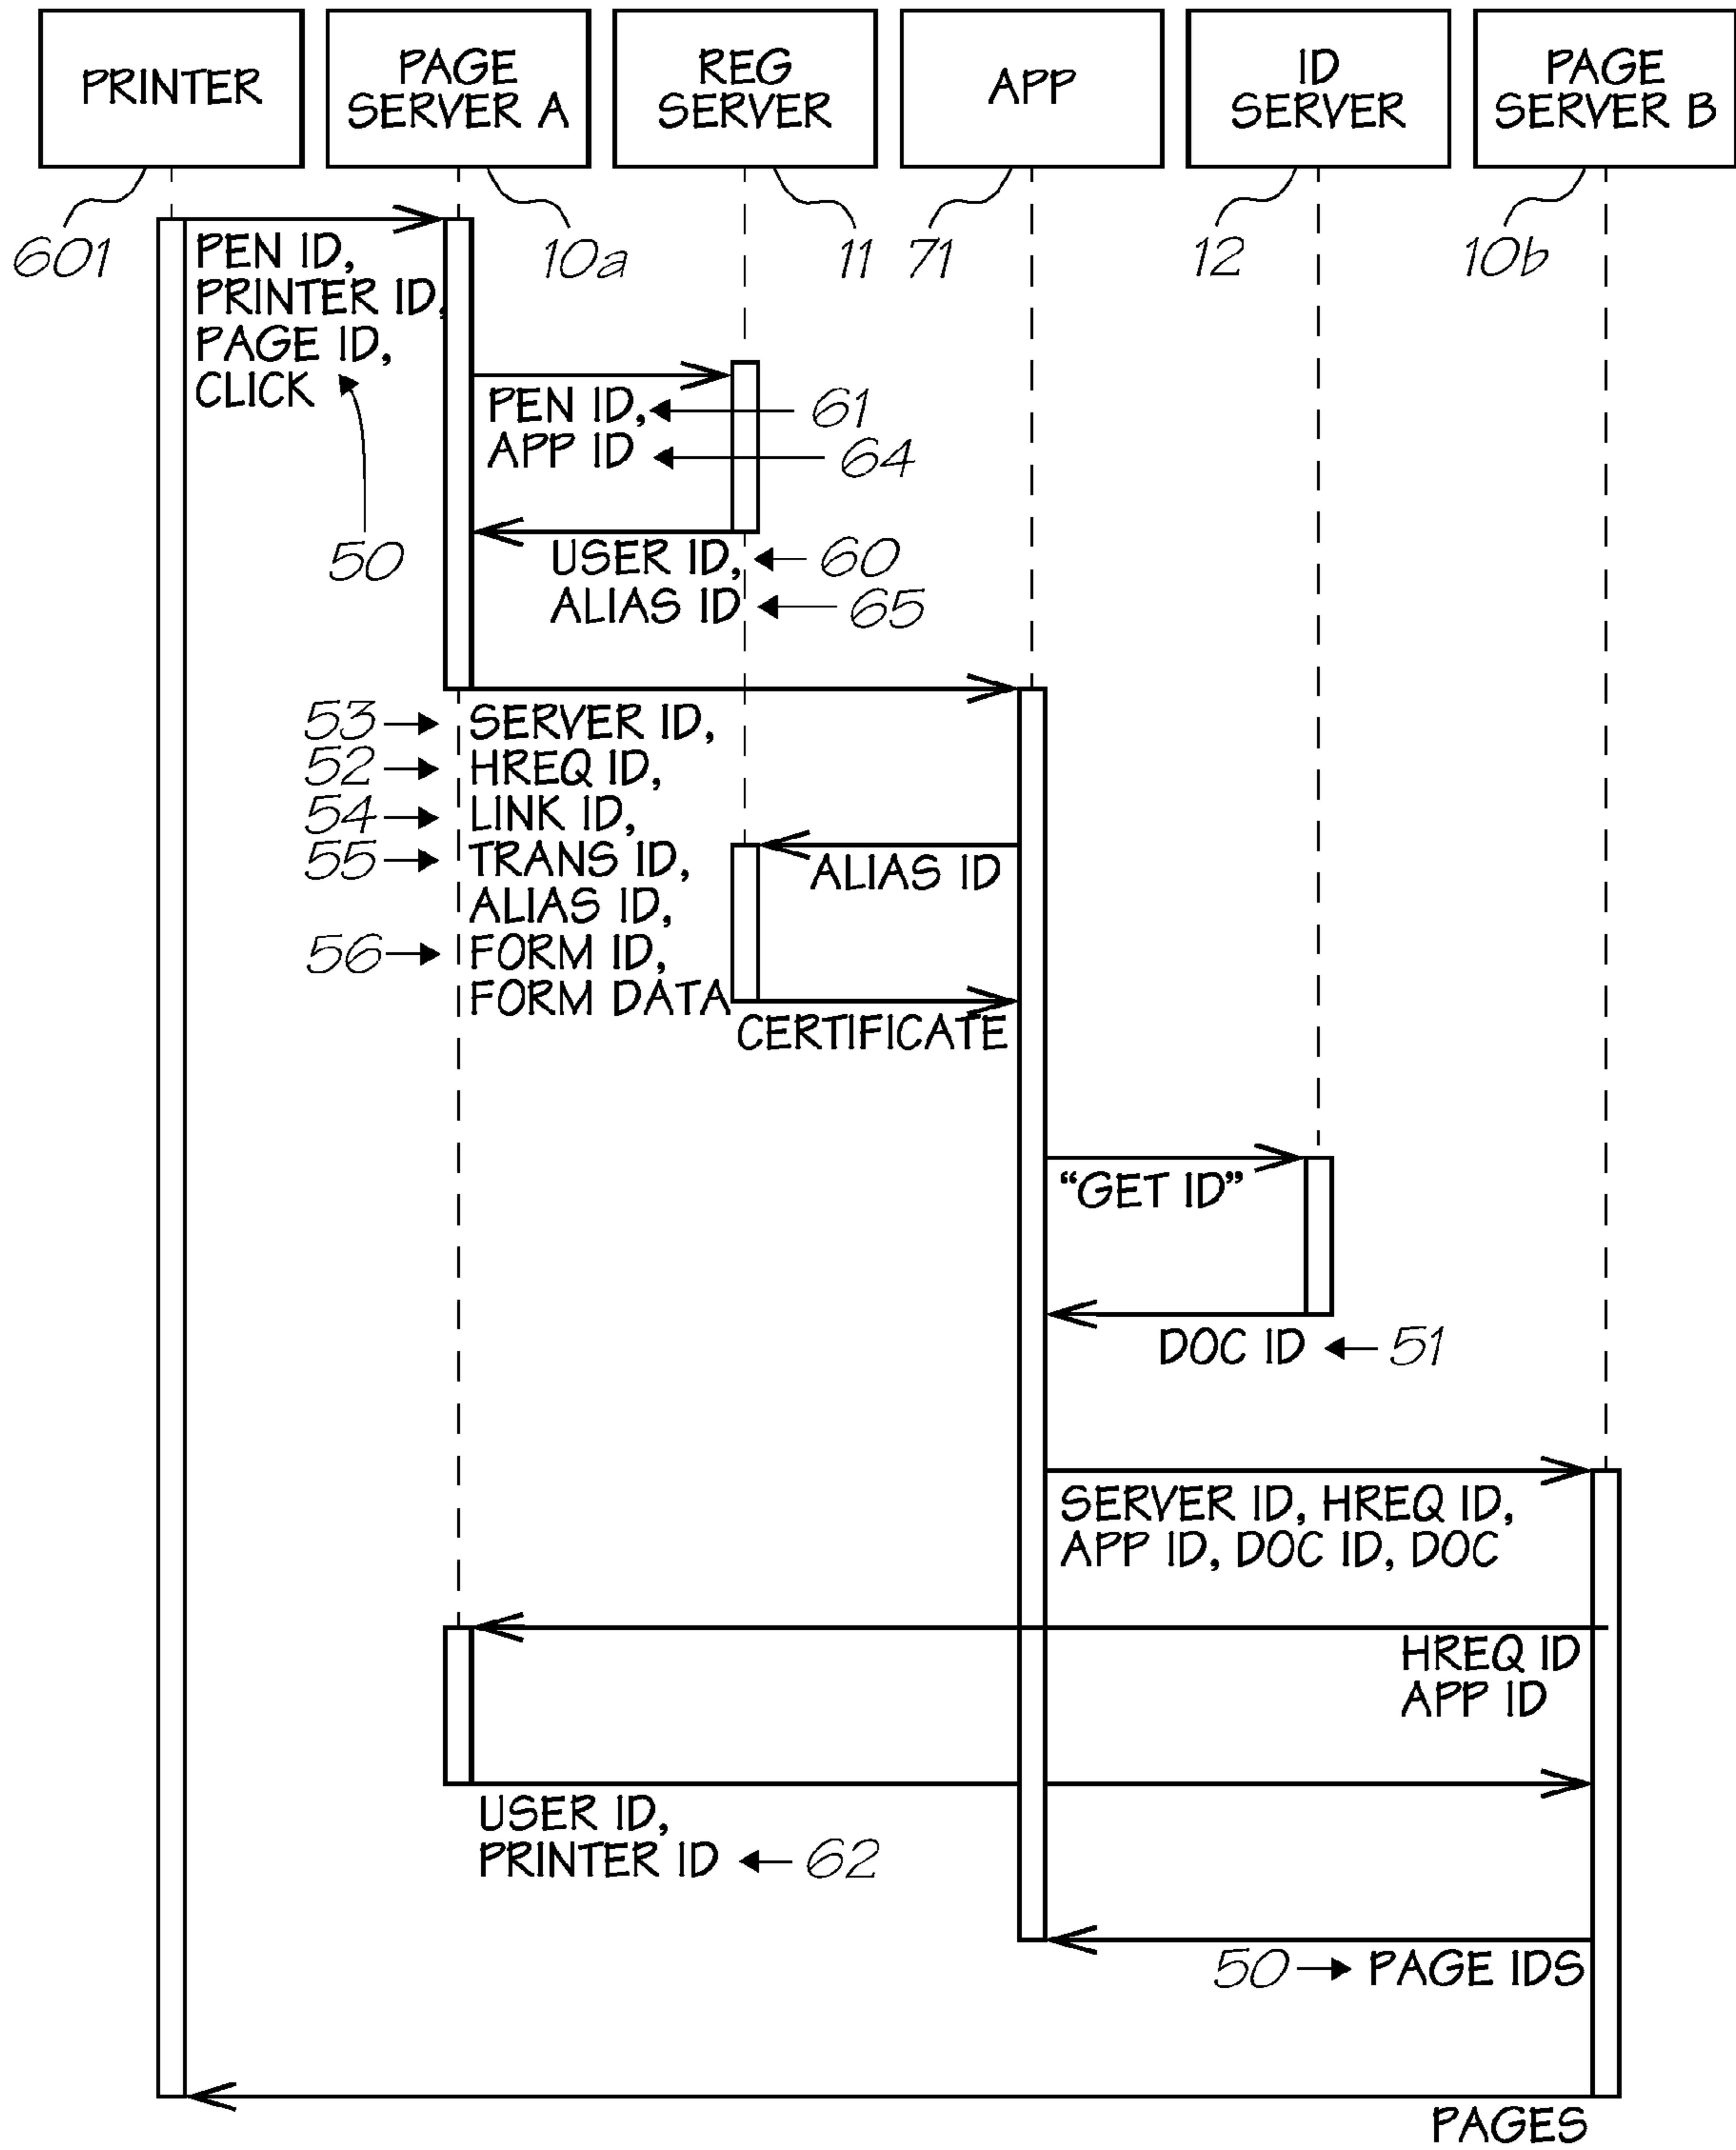 PRINTER
PAGE
SERVER A
REG
SERVER
APP
ID
SERVER
PAGE
SERVER B
601
10a
11
71
12
10b
PEN ID,
PRINTER ID,
PAGE ID,
CLICK
50
PEN ID,
61
APP ID
64
USER ID,
60
ALIAS ID
65
53
SERVER ID,
52
HREQ ID,
54
LINK ID,
55
TRANS ID,
ALIAS ID,
56
FORM ID,
FORM DATA
ALIAS ID
CERTIFICATE
“GET ID”
DOC ID
51
SERVER ID, HREQ ID,
APP ID, DOC ID, DOC
HREQ ID
APP ID
USER ID,
PRINTER ID
62
50
PAGE IDS
PAGES